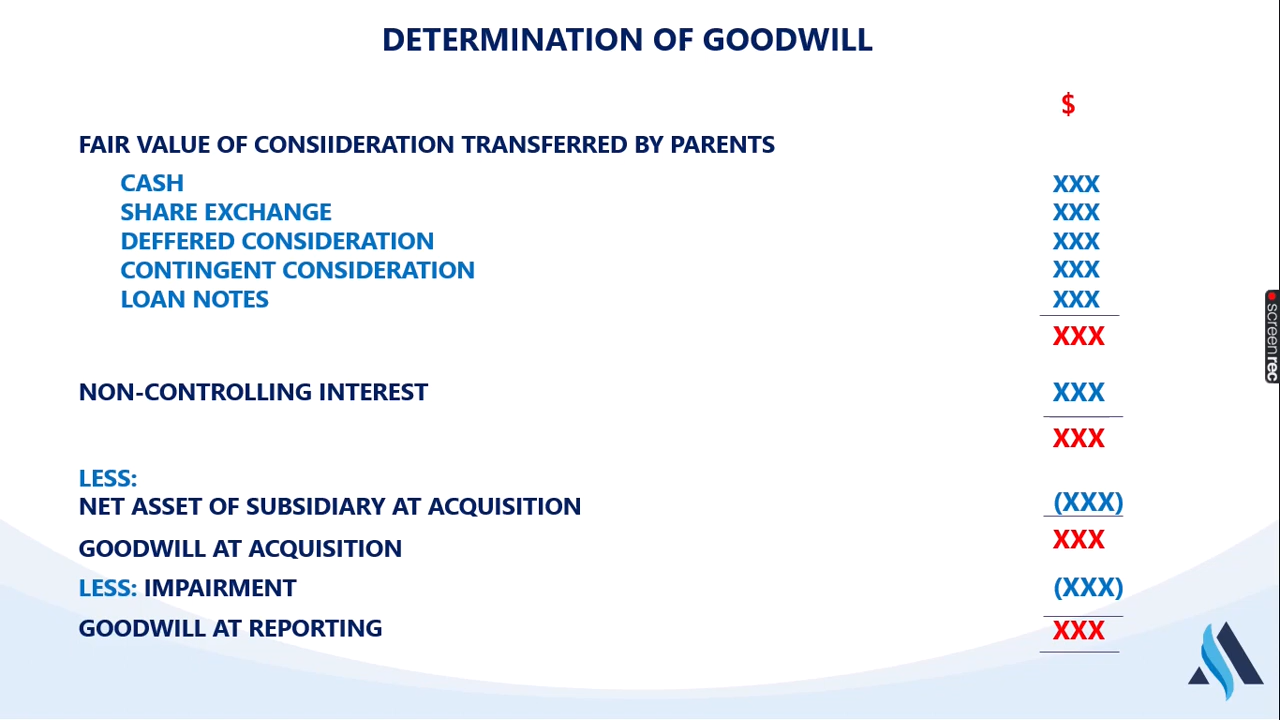 DETERMINATION OF GOODWILL
$
FAIR VALUE OF CONSIIDERATION TRANSFERRED BY PARENTS
CASH XXX
SHARE EXCHANGE XXX
DEFFERED CONSIDERATION XXX
CONTINGENT CONSIDERATION XXX
LOAN NOTES XXX
XXX
NON-CONTROLLING INTEREST XXX
XXX
LESS:
NET ASSET OF SUBSIDIARY AT ACQUISITION (XXX)
GOODWILL AT ACQUISITION XXX
LESS: IMPAIRMENT (XXX)
GOODWILL AT REPORTING XXX
screenrec